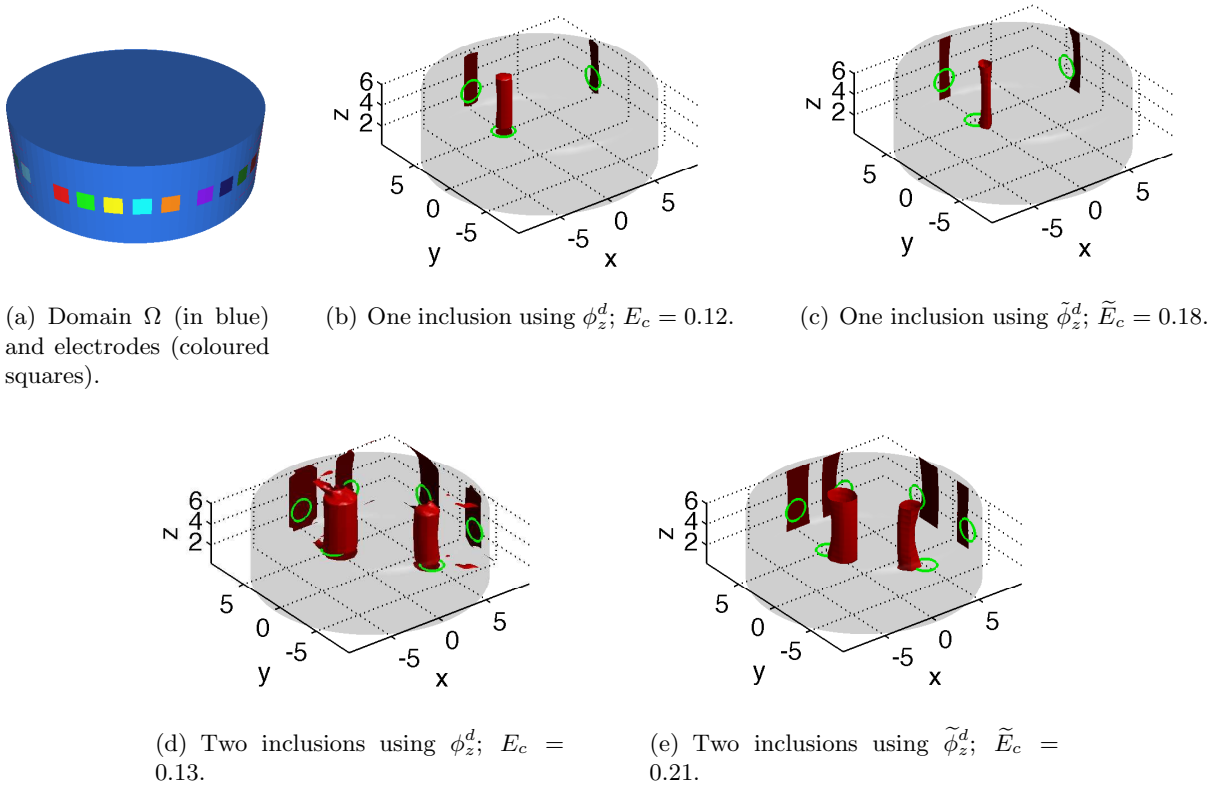 6
4
2
z
5
0
-5
y
-5
0
5
x
6
4
2
z
5
0
-5
y
-5
0
5
x
(a) Domain Ω (in blue)
and electrodes (coloured
squares).
(b) One inclusion using ϕ_z^d; E_c = 0.12.
(c) One inclusion using ϕ̃_z^d; Ẽ_c = 0.18.
6
4
2
z
5
0
-5
y
-5
0
5
x
6
4
2
z
5
0
-5
y
-5
0
5
x
(d) Two inclusions using ϕ_z^d; E_c =
0.13.
(e) Two inclusions using ϕ̃_z^d; Ẽ_c =
0.21.